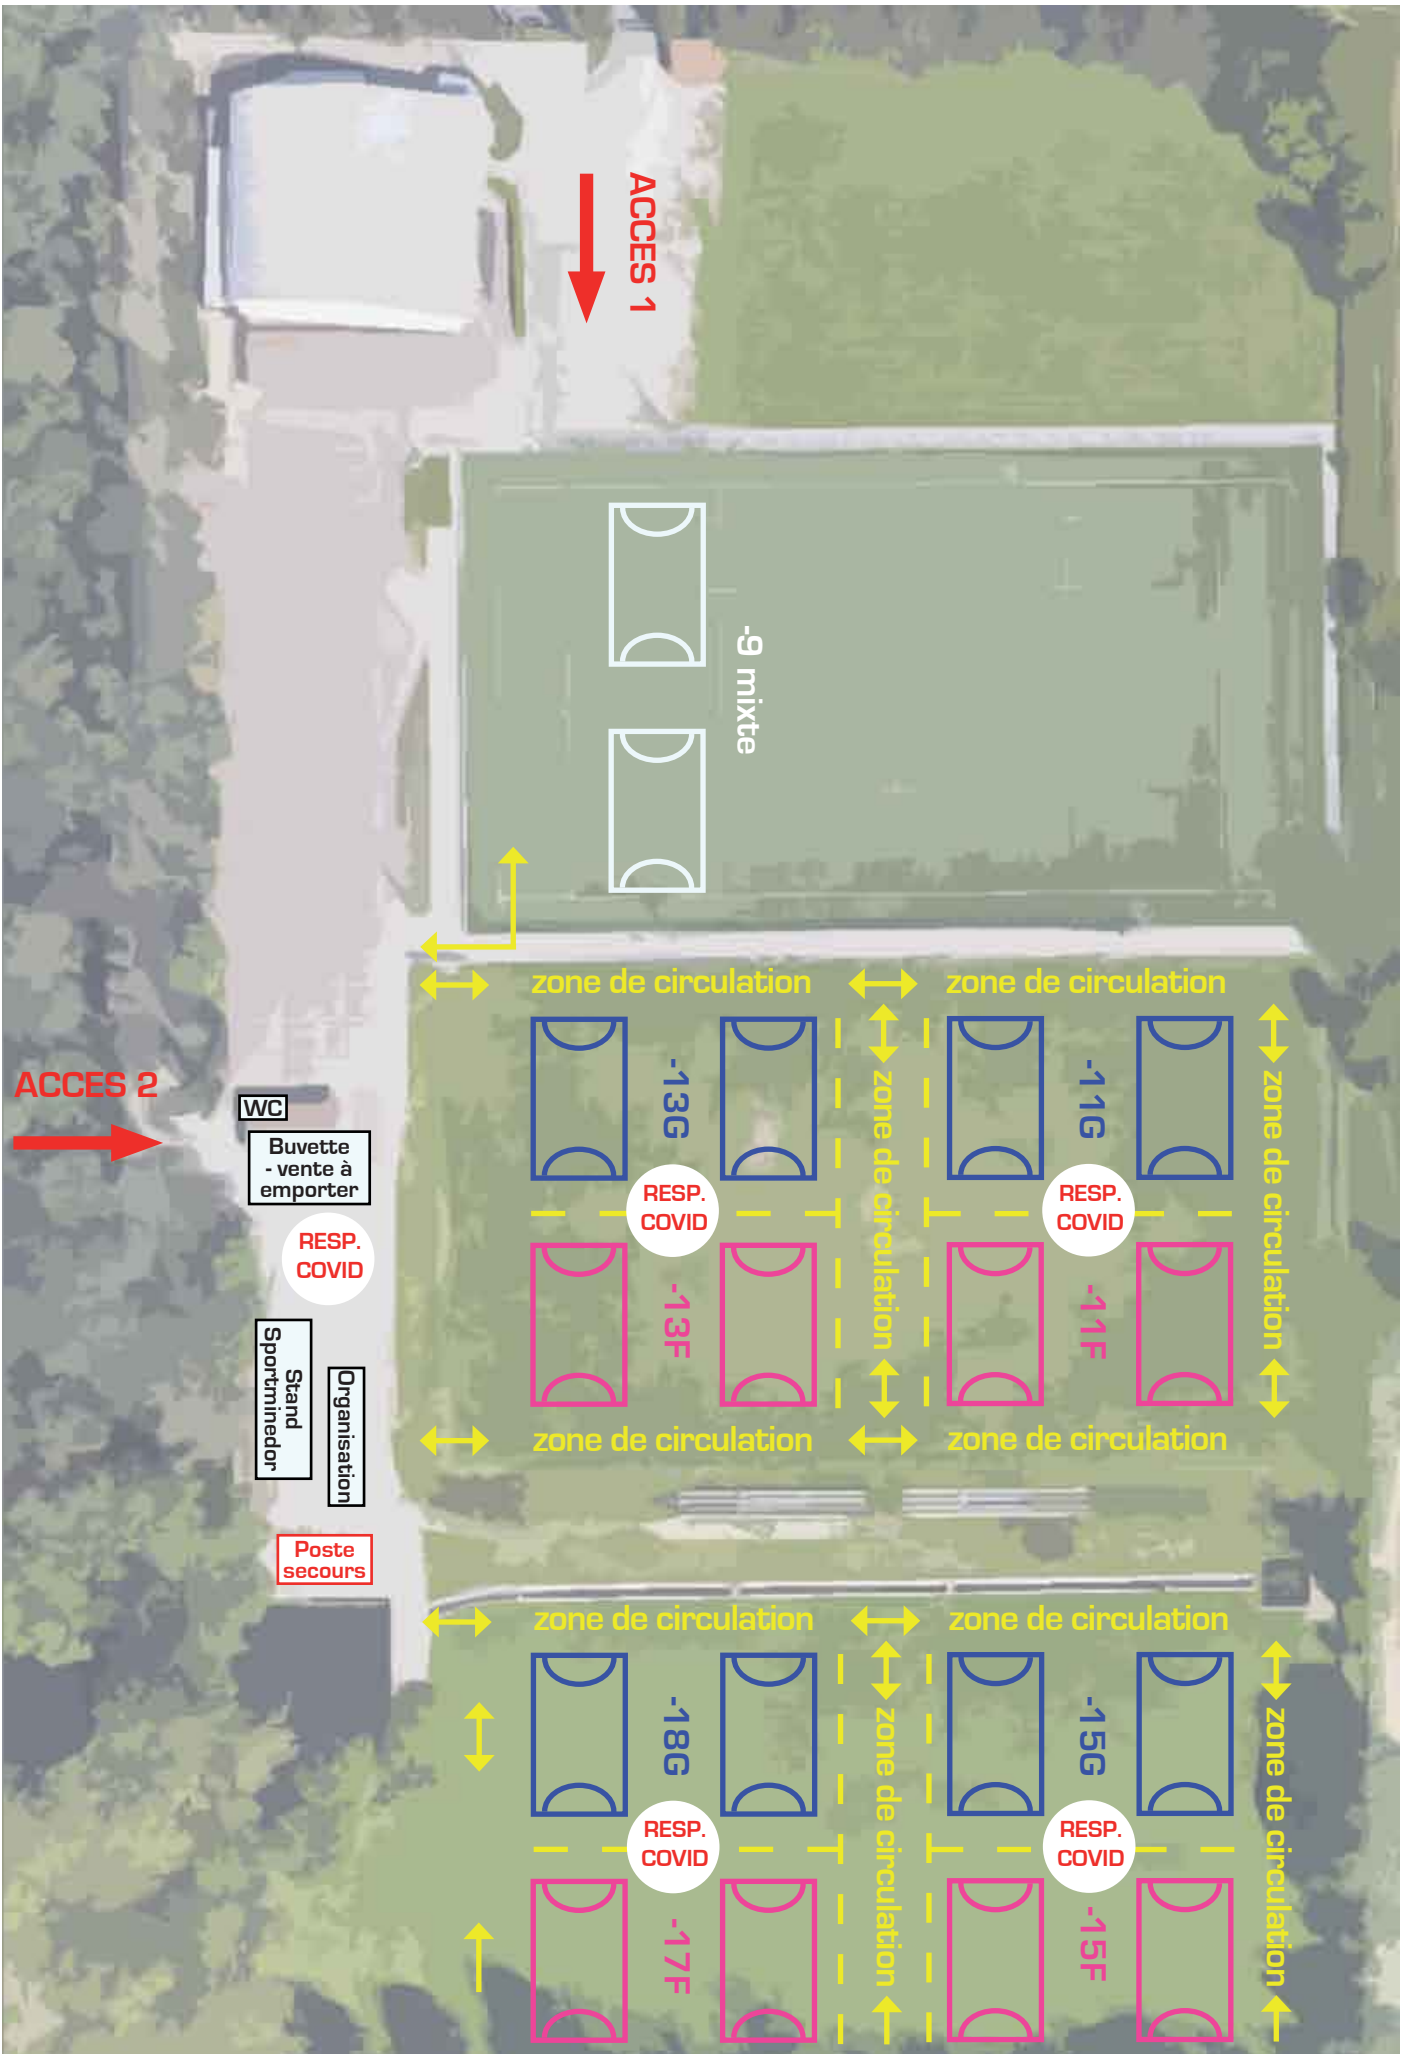 ACCES 1
-9 mixte
zone de circulation
zone de circulation
-13G
zone de circulation
-11G
zone de circulation
ACCES 2
WC
Buvette
- vente à
emporter
RESP.
COVID
RESP.
COVID
RESP.
COVID
-13F
-11F
Stand
Sportminedor
Organisation
zone de circulation
zone de circulation
Poste
secours
zone de circulation
zone de circulation
-18G
zone de circulation
-15G
zone de circulation
RESP.
COVID
RESP.
COVID
-17F
-15F